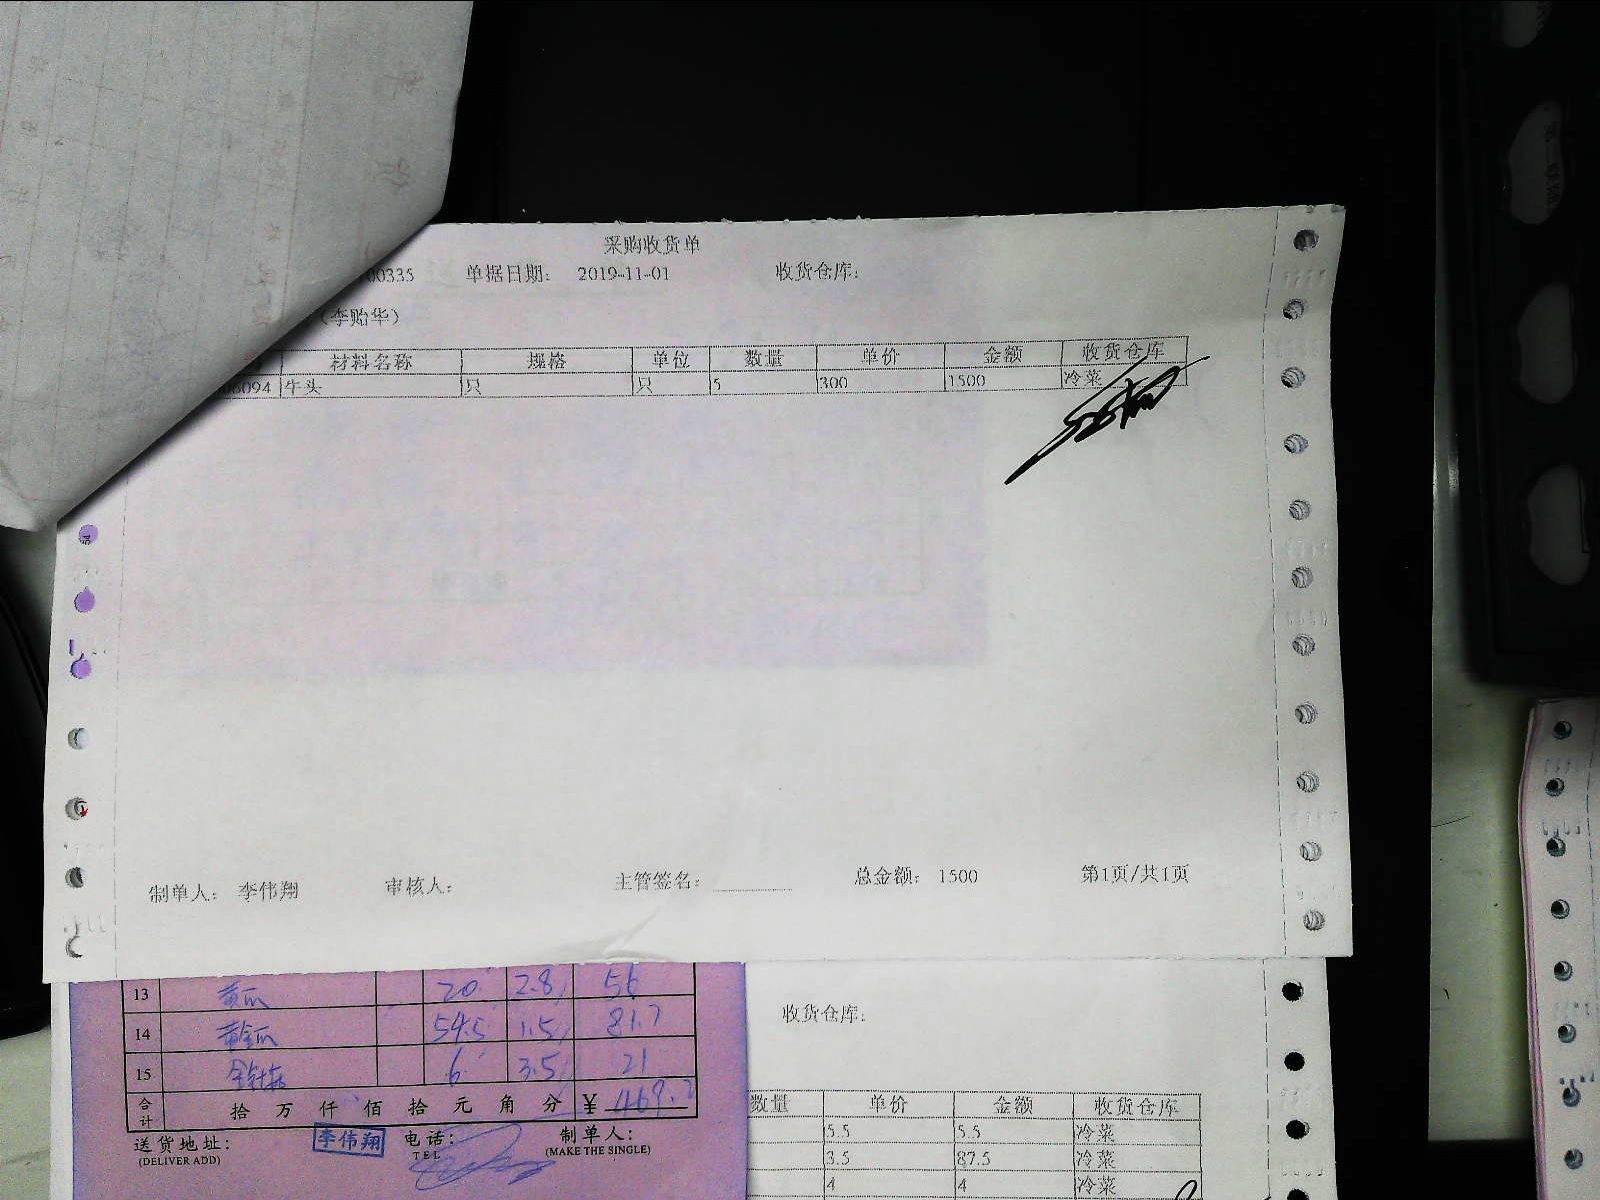 采购收货单
00335 单据日期: 2019-11-01 收货仓库:
(李贻华)
材料名称 规格 单位 数量 单价 金额 收货仓库
6094 牛头 只 只 5 300 1500 冷菜
制单人: 李伟翔 审核人: 主管签名: 总金额: 1500 第1页/共1页
13 黄瓜 20 2.8 56
14 54.5 1.5 81.7
15 6 3.5 21
合计 拾 万 仟 佰 拾 元 角 分 ¥
送货地址: 李伟翔 电话: 制单人:
(DELIVER ADD) TEL (MAKE THE SINGLE)
收货仓库:
数量 单价 金额 收货仓库
5.5 5.5 冷菜
3.5 87.5 冷菜
4 4 冷菜